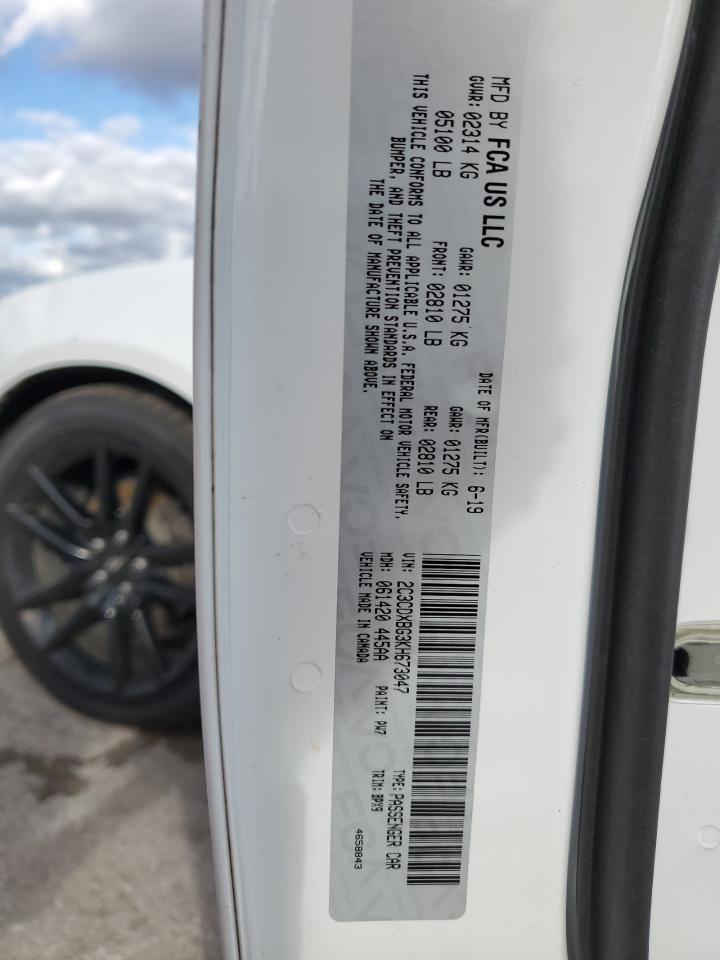 MFD BY FCA US LLC
DATE OF MFR(BUILT): 6-19
GVWR: 02314 KG
GAWR: 01275 KG
GAWR: 01275 KG
05100 LB
FRONT: 02810 LB
REAR: 02810 LB
THIS VEHICLE CONFORMS TO ALL APPLICABLE U.S.A. FEDERAL MOTOR VEHICLE SAFETY,
BUMPER, AND THEFT PREVENTION STANDARDS IN EFFECT ON
THE DATE OF MANUFACTURE SHOWN ABOVE.
VIN: 2C3CDXBG3KH673047
TYPE: PASSENGER CAR
MDH: 061420 445AA
PAINT: PW7
TRIM: BPX9
VEHICLE MADE IN CANADA
4658843